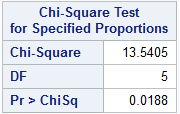 Chi-Square Test
for Specified Proportions
Chi-Square 13.5405
DF 5
Pr > ChiSq 0.0188